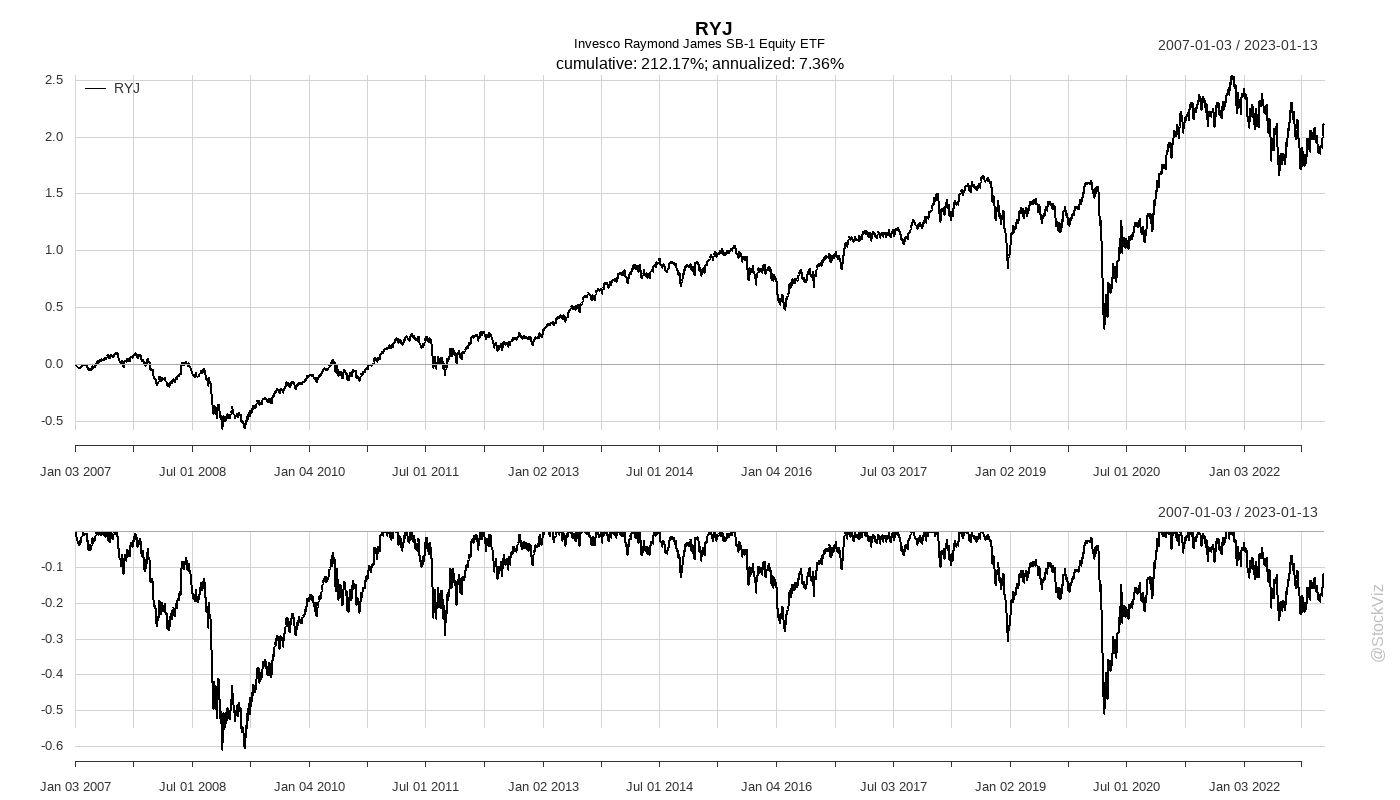 RYJ
Invesco Raymond James SB-1 Equity ETF
2007-01-03 / 2023-01-13
cumulative: 212.17%; annualized: 7.36%
2.5
RYJ
2.0
1.5
1.0
0.5
0.0
-0.5
Jan 03 2007 Jul 01 2008 Jan 04 2010 Jul 01 2011 Jan 02 2013 Jul 01 2014 Jan 04 2016 Jul 03 2017 Jan 02 2019 Jul 01 2020 Jan 03 2022
2007-01-03 / 2023-01-13
-0.1
-0.2
-0.3
-0.4
-0.5
-0.6
Jan 03 2007 Jul 01 2008 Jan 04 2010 Jul 01 2011 Jan 02 2013 Jul 01 2014 Jan 04 2016 Jul 03 2017 Jan 02 2019 Jul 01 2020 Jan 03 2022
@StockViz